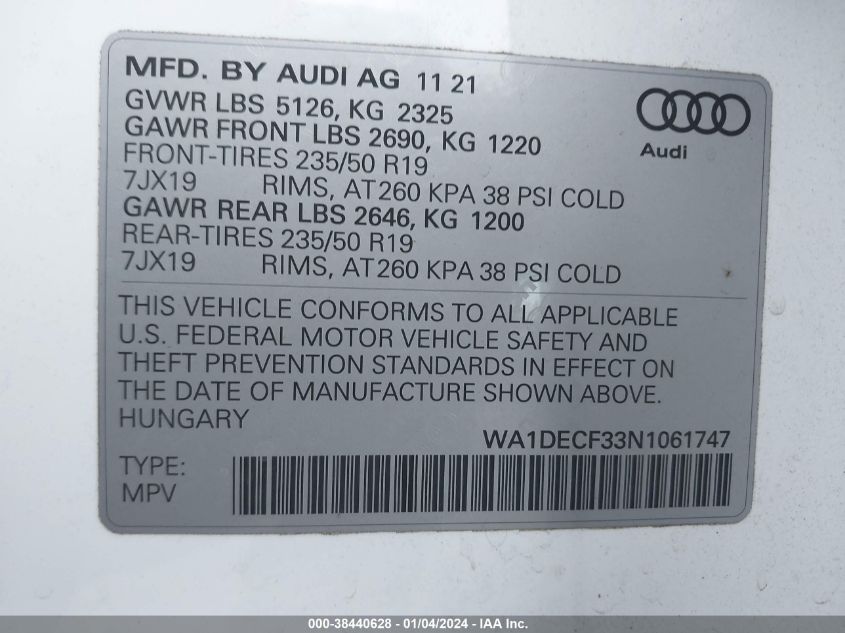 MFD. BY AUDI AG 11 21
GVWR LBS 5126, KG 2325
GAWR FRONT LBS 2690, KG 1220
FRONT-TIRES 235/50 R19
7JX19 RIMS, AT 260 KPA 38 PSI COLD
GAWR REAR LBS 2646, KG 1200
REAR-TIRES 235/50 R19
7JX19 RIMS, AT 260 KPA 38 PSI COLD
Audi
THIS VEHICLE CONFORMS TO ALL APPLICABLE
U.S. FEDERAL MOTOR VEHICLE SAFETY AND
THEFT PREVENTION STANDARDS IN EFFECT ON
THE DATE OF MANUFACTURE SHOWN ABOVE.
HUNGARY
WA1DECF33N1061747
TYPE:
MPV
000-38440628 - 01/04/2024 - IAA Inc.